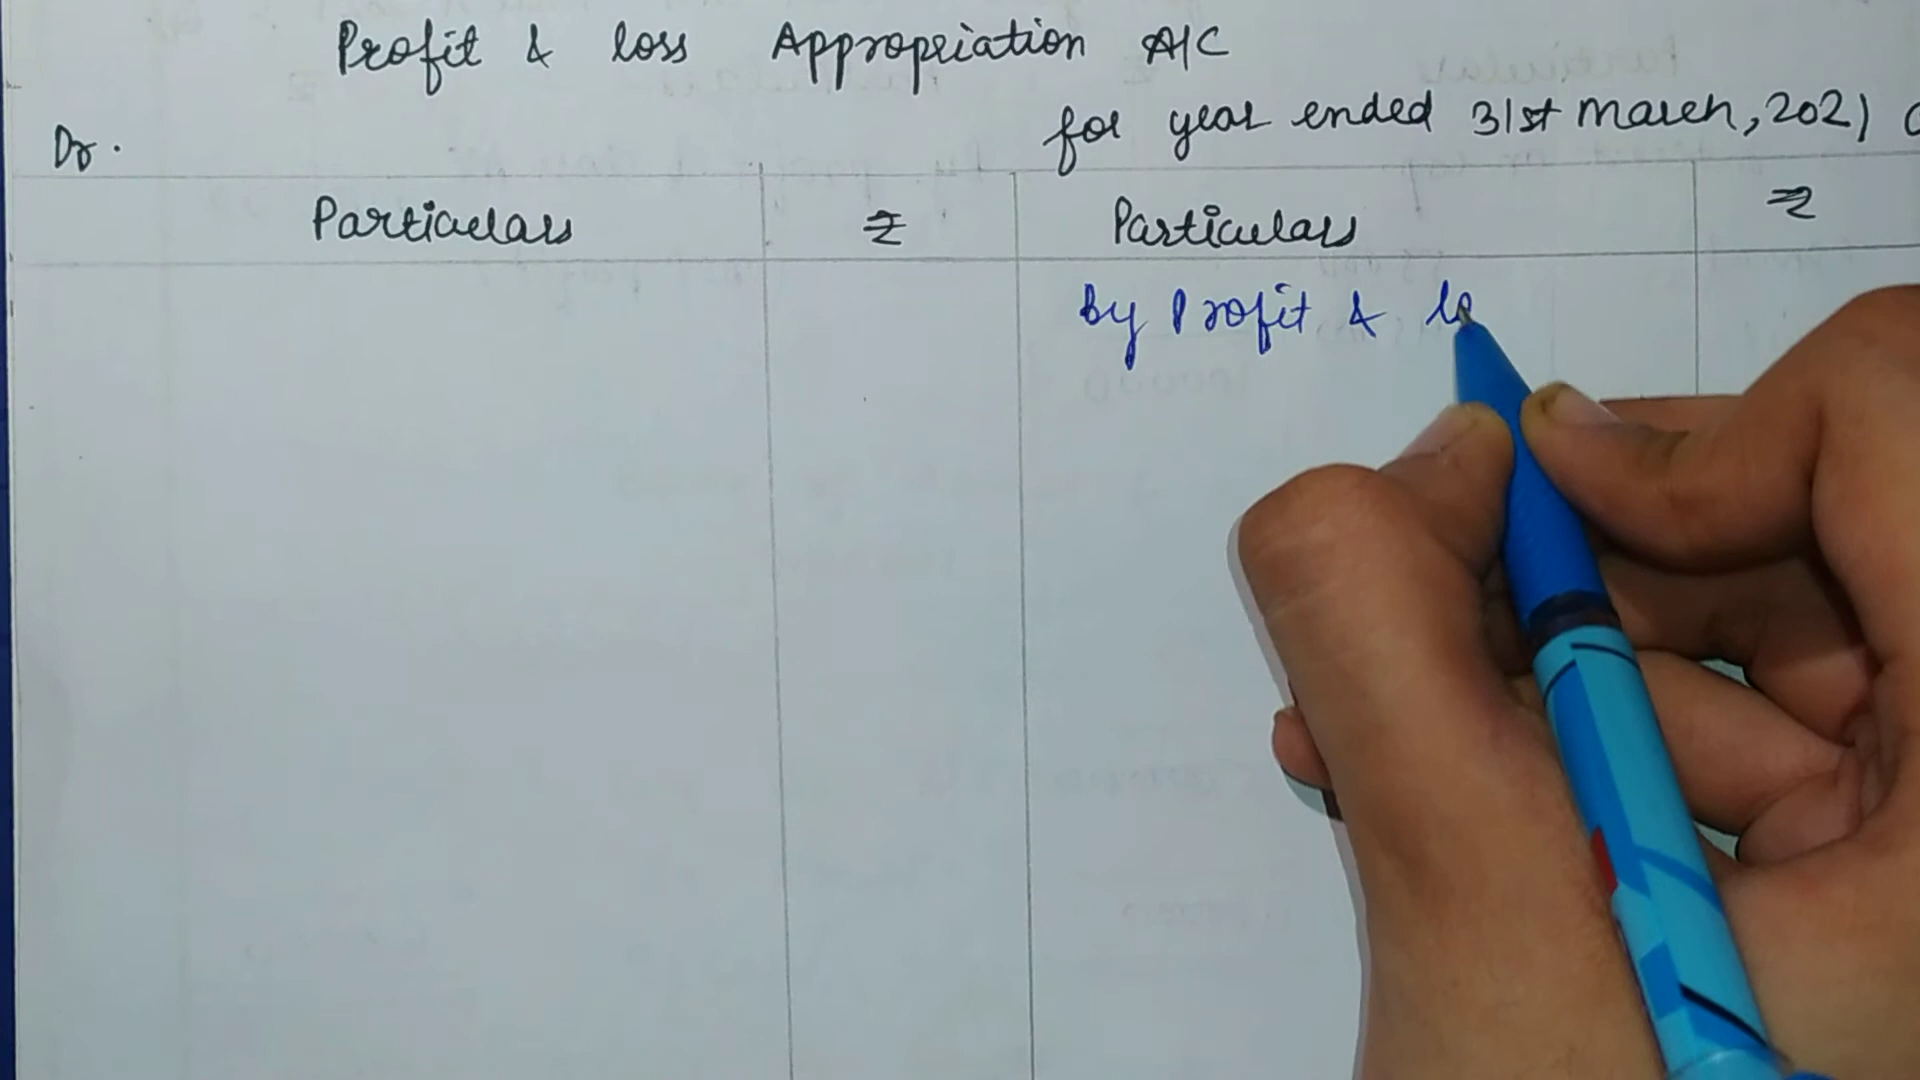 Profit & loss Appropriation A/C
for year ended 31st march, 2021 C
Dr.
Particulars ₹ Particulars ₹
By Profit & lo